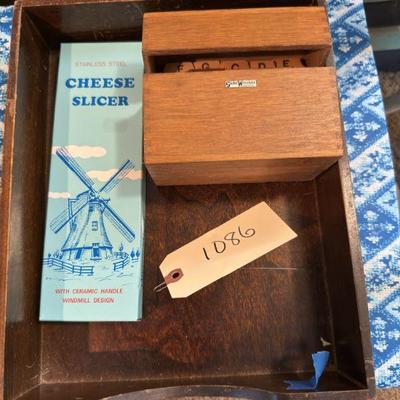 STAINLESS STEEL
CHEESE
SLICER
WITH CERAMIC HANDLE
WINDMILL DESIGN
F G C D E
1086